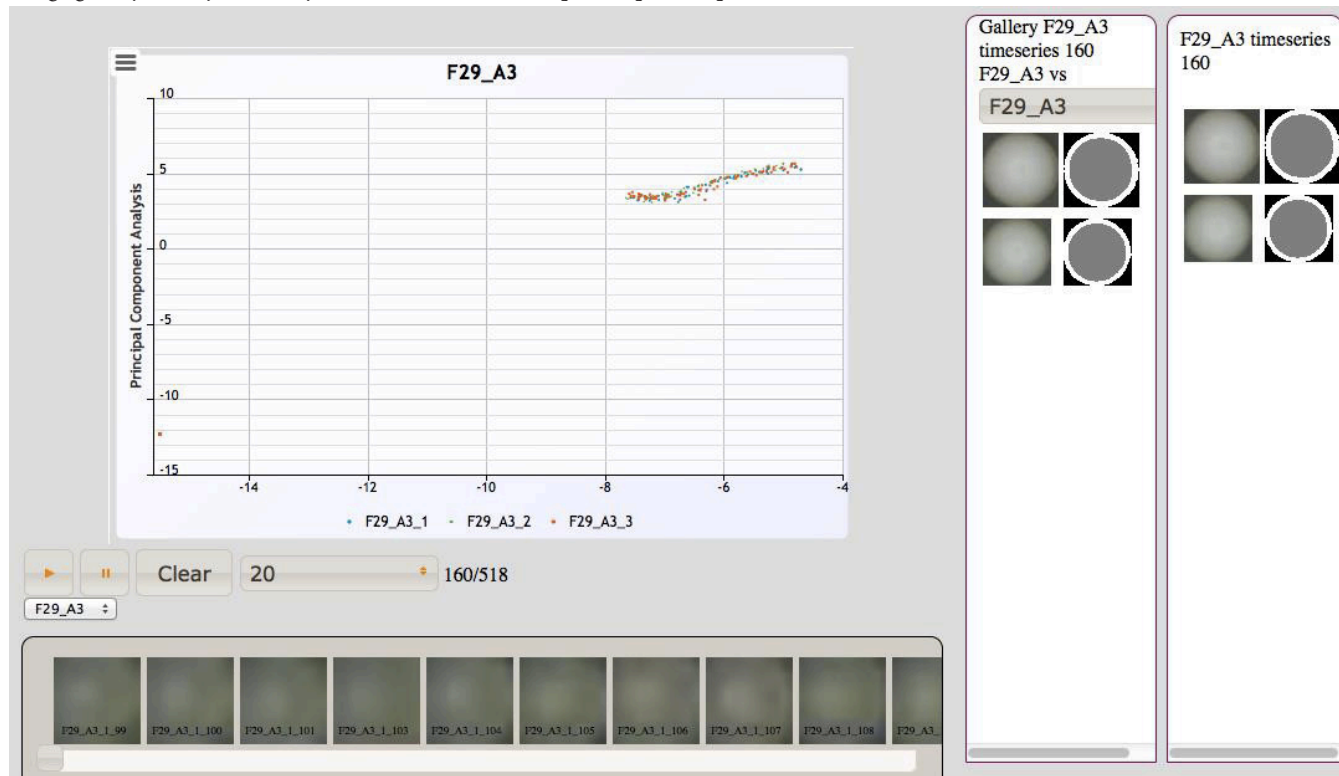 F29_A3
10
5
0
-5
-10
-15
Principal Component Analysis
-14 -12 -10 -8 -6 -4
F29_A3_1 F29_A3_2 F29_A3_3
Clear 20 160/518
F29_A3
F29_A3_1_99 F29_A3_1_100 F29_A3_1_101 F29_A3_1_103 F29_A3_1_104 F29_A3_1_105 F29_A3_1_106 F29_A3_1_107 F29_A3_1_108 F29_A3_
Gallery F29_A3
timeseries 160
F29_A3 vs
F29_A3
F29_A3 timeseries
160